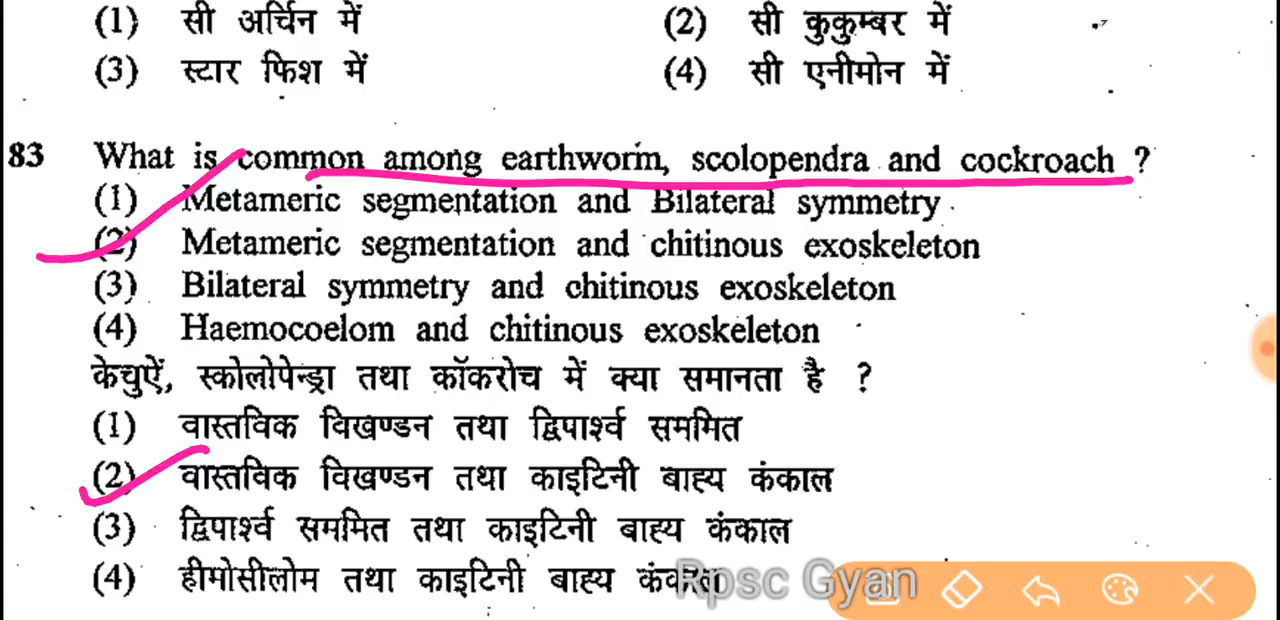 (1) सी अर्चिन में (2) सी कुकुम्बर में
(3) स्टार फिश में (4) सी एनीमोन में
83 What is common among earthworm, scolopendra and cockroach ?
(1) Metameric segmentation and Bilateral symmetry
(2) Metameric segmentation and chitinous exoskeleton
(3) Bilateral symmetry and chitinous exoskeleton
(4) Haemocoelom and chitinous exoskeleton
केचुऐं, स्कोलोपेन्ड्रा तथा कॉकरोच में क्या समानता है ?
(1) वास्तविक विखण्डन तथा द्विपार्श्व सममित
(2) वास्तविक विखण्डन तथा काइटिनी बाह्य कंकाल
(3) द्विपार्श्व सममित तथा काइटिनी बाह्य कंकाल
(4) हीमोसीलोम तथा काइटिनी बाह्य कंकाल
Rpsc Gyan